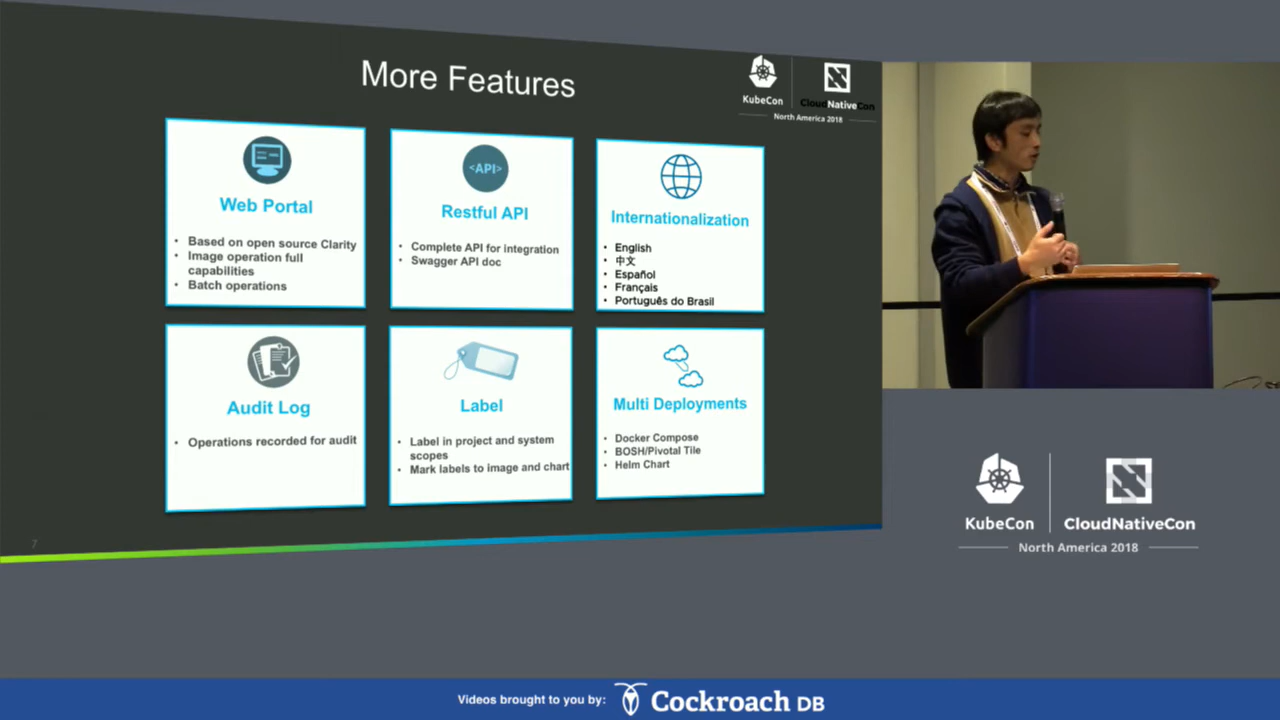 More Features
KubeCon
CloudNativeCon
North America 2018
Web Portal
• Based on open source Clarity
• Image operation full
capabilities
• Batch operations
<API>
Restful API
• Complete API for integration
• Swagger API doc
Internationalization
• English
• 中文
• Español
• Français
• Português do Brasil
Audit Log
• Operations recorded for audit
Label
• Label in project and system
scopes
• Mark labels to image and chart
Multi Deployments
• Docker Compose
• BOSH/Pivotal Tile
• Helm Chart
7
KubeCon
CloudNativeCon
North America 2018
Videos brought to you by:
Cockroach DB